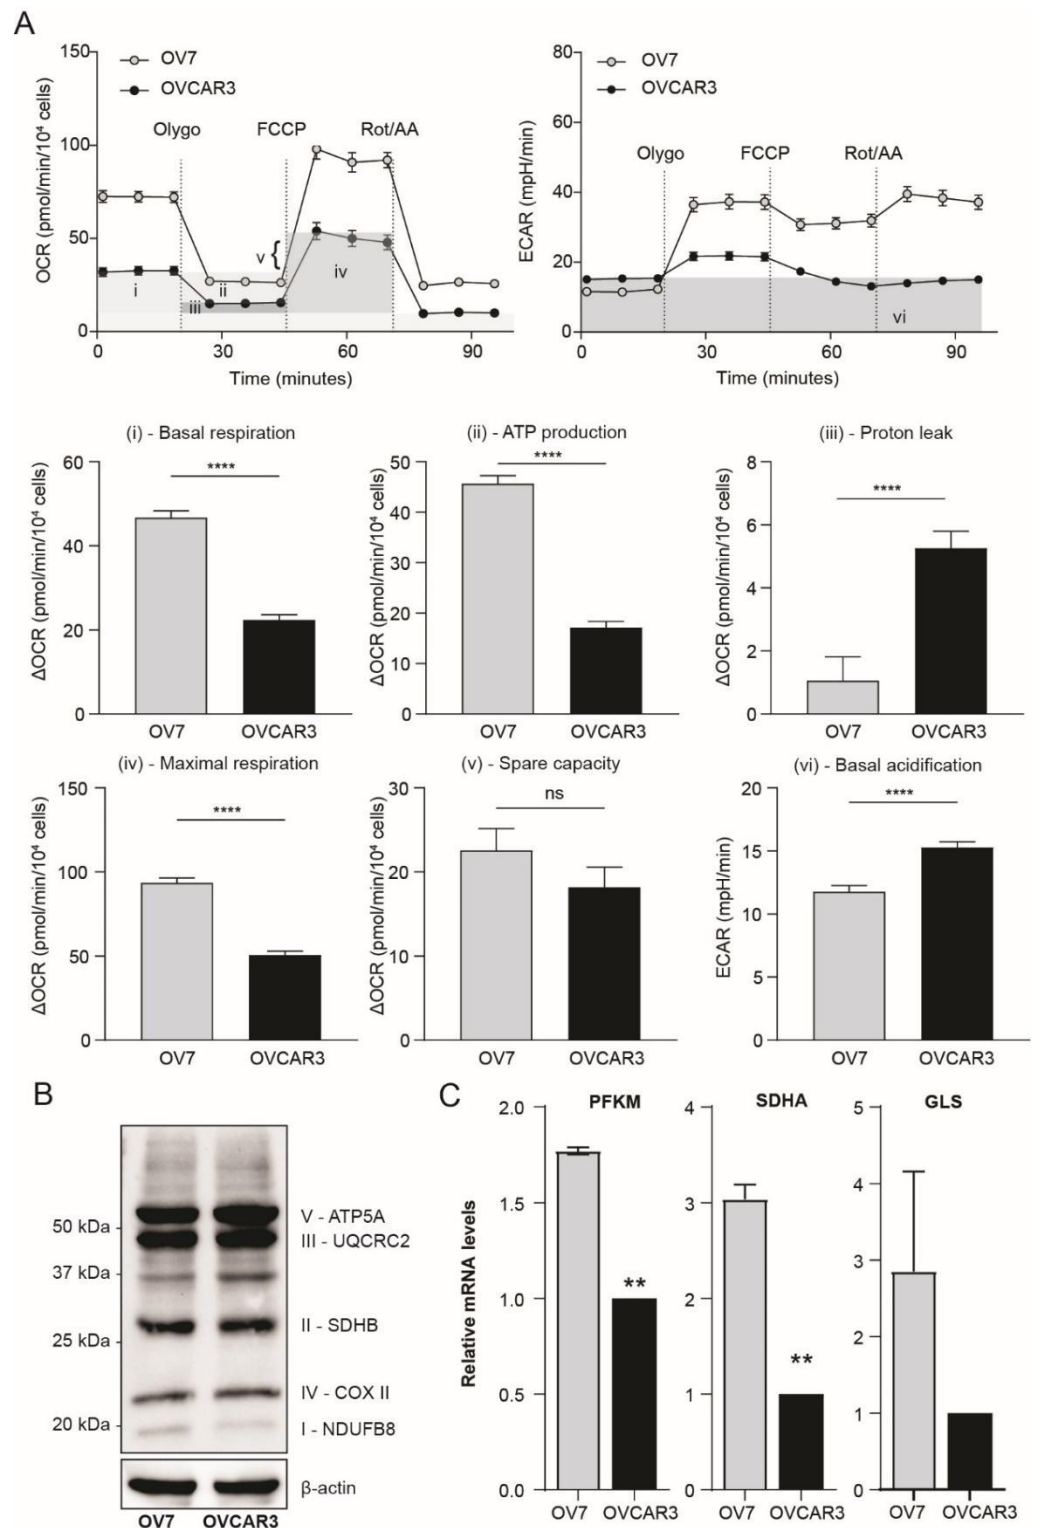 A
150
100
50
0
OCR (pmol/min/10⁴ cells)
OV7
OVCAR3
Olygo
FCCP
Rot/AA
v {
i
ii
iii
iv
0
30
60
90
Time (minutes)
80
60
40
20
0
ECAR (mpH/min)
OV7
OVCAR3
Olygo
FCCP
Rot/AA
vi
0
30
60
90
Time (minutes)
(i) - Basal respiration
60
40
20
0
ΔOCR (pmol/min/10⁴ cells)
****
OV7
OVCAR3
(ii) - ATP production
50
40
30
20
10
0
ΔOCR (pmol/min/10⁴ cells)
****
OV7
OVCAR3
(iii) - Proton leak
8
6
4
2
0
ΔOCR (pmol/min/10⁴ cells)
****
OV7
OVCAR3
(iv) - Maximal respiration
150
100
50
0
ΔOCR (pmol/min/10⁴ cells)
****
OV7
OVCAR3
(v) - Spare capacity
30
20
10
0
ΔOCR (pmol/min/10⁴ cells)
ns
OV7
OVCAR3
(vi) - Basal acidification
20
15
10
5
0
ECAR (mpH/min)
****
OV7
OVCAR3
B
50 kDa
37 kDa
25 kDa
20 kDa
V - ATP5A
III - UQCRC2
II - SDHB
IV - COX II
I - NDUFB8
β-actin
OV7
OVCAR3
C
Relative mRNA levels
PFKM
2.0
1.5
1.0
0.5
0.0
**
OV7
OVCAR3
SDHA
4
3
2
1
0
**
OV7
OVCAR3
GLS
5
4
3
2
1
0
OV7
OVCAR3